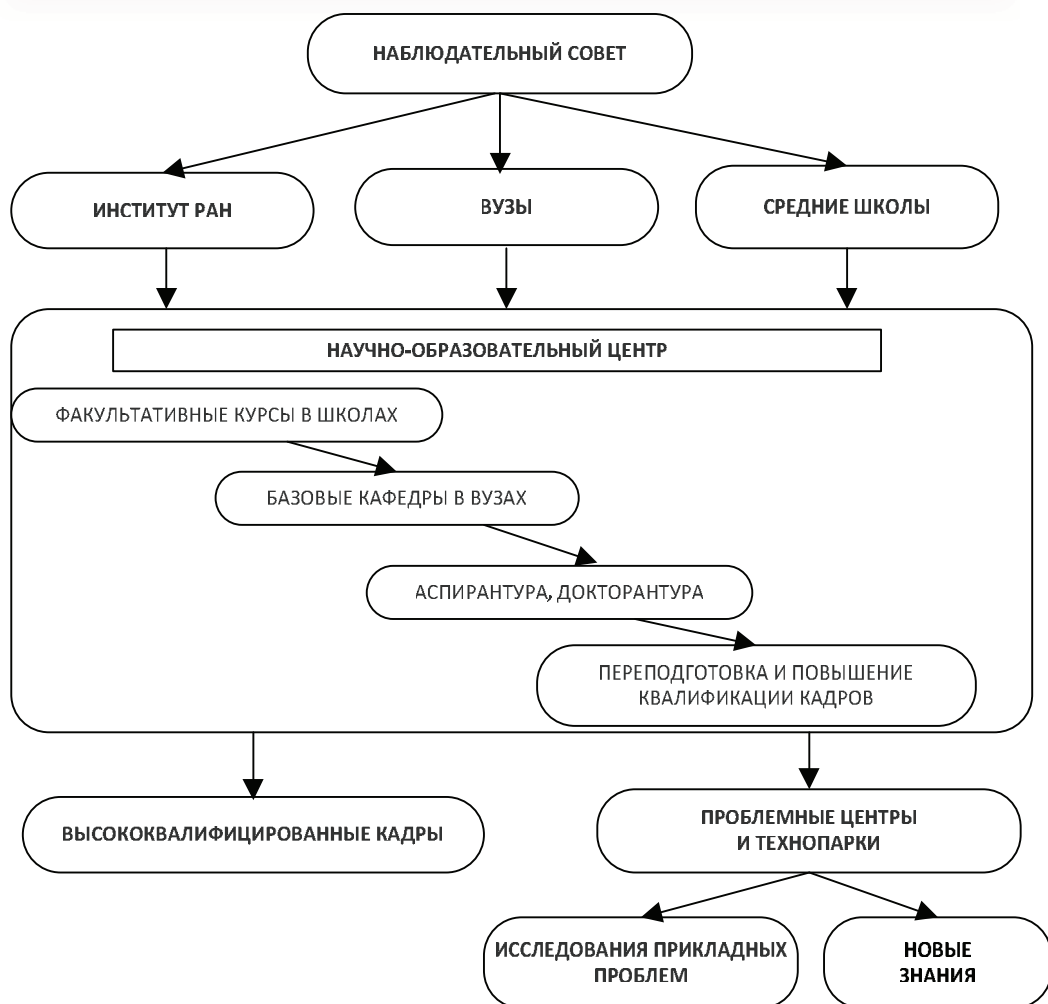 НАБЛЮДАТЕЛЬНЫЙ СОВЕТ
ИНСТИТУТ РАН
ВУЗЫ
СРЕДНИЕ ШКОЛЫ
НАУЧНО-ОБРАЗОВАТЕЛЬНЫЙ ЦЕНТР
ФАКУЛЬТАТИВНЫЕ КУРСЫ В ШКОЛАХ
БАЗОВЫЕ КАФЕДРЫ В ВУЗАХ
АСПИРАНТУРА, ДОКТОРАНТУРА
ПЕРЕПОДГОТОВКА И ПОВЫШЕНИЕ
КВАЛИФИКАЦИИ КАДРОВ
ВЫСОКОКВАЛИФИЦИРОВАННЫЕ КАДРЫ
ПРОБЛЕМНЫЕ ЦЕНТРЫ
И ТЕХНОПАРКИ
ИССЛЕДОВАНИЯ ПРИКЛАДНЫХ
ПРОБЛЕМ
НОВЫЕ
ЗНАНИЯ